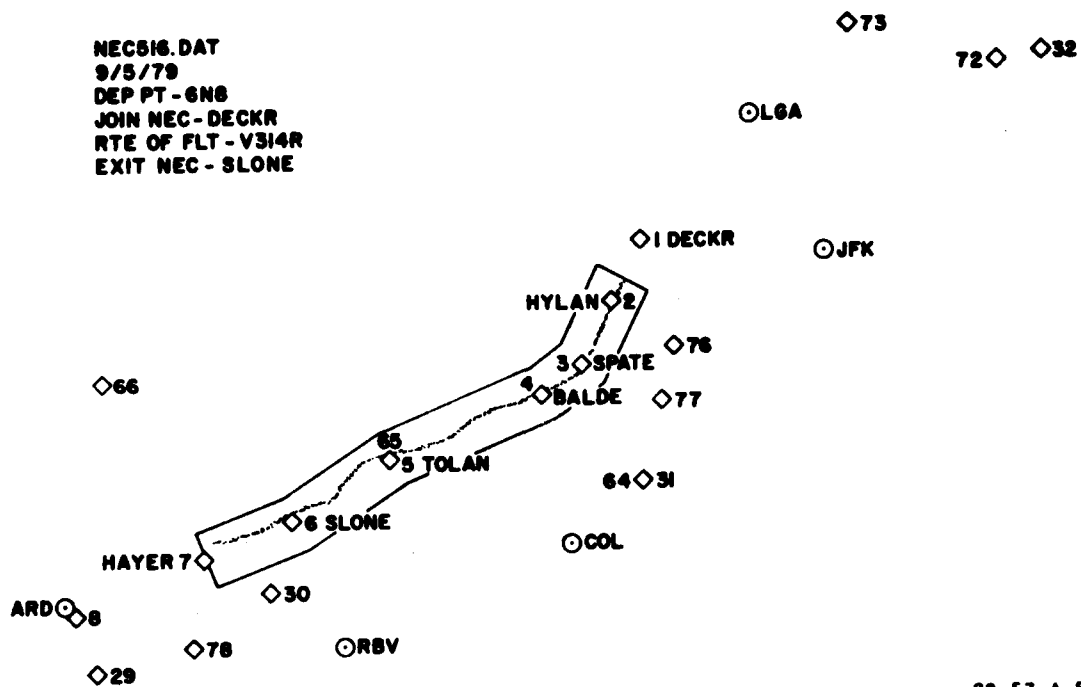 NEC516.DAT
9/5/79
DEP PT - 6N8
JOIN NEC - DECKR
RTE OF FLT - V314R
EXIT NEC - SLONE
73
72
32
LGA
1 DECKR
JFK
HYLAN 2
76
3 SPATE
66
4
BALDE
77
65
5 TOLAN
64 31
6 SLONE
COL
HAYER 7
30
ARD
8
78
RBV
29